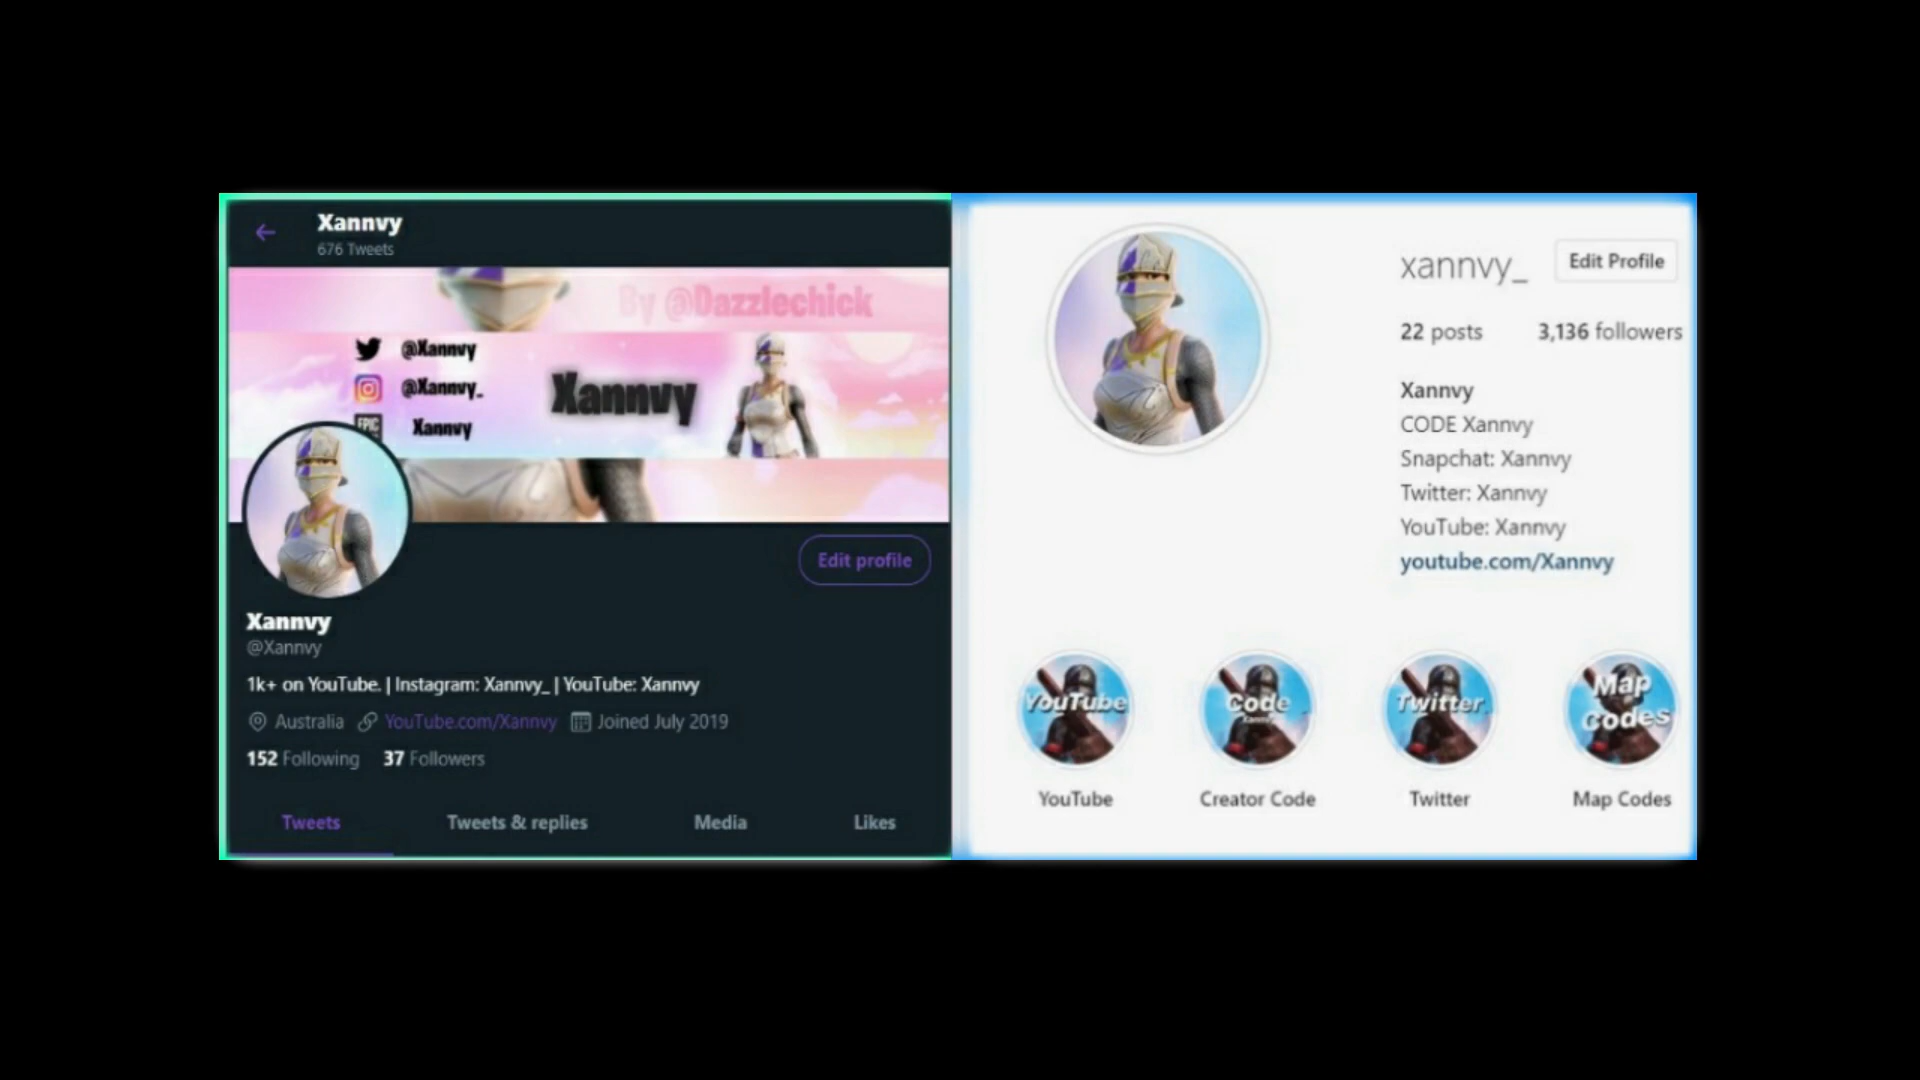 Xannvy
676 Tweets
By @Dazzlechick
@Xannvy
@Xannvy_
EPIC
Xannvy
Xannvy
Edit profile
Xannvy
@Xannvy
1k+ on YouTube. | Instagram: Xannvy_ | YouTube: Xannvy
Australia YouTube.com/Xannvy Joined July 2019
152 Following 37 Followers
Tweets Tweets & replies Media Likes
xannvy_ Edit Profile
22 posts 3,136 followers
Xannvy
CODE Xannvy
Snapchat: Xannvy
Twitter: Xannvy
YouTube: Xannvy
youtube.com/Xannvy
YouTube
Code
Xannvy
Twitter
Map
Codes
YouTube Creator Code Twitter Map Codes